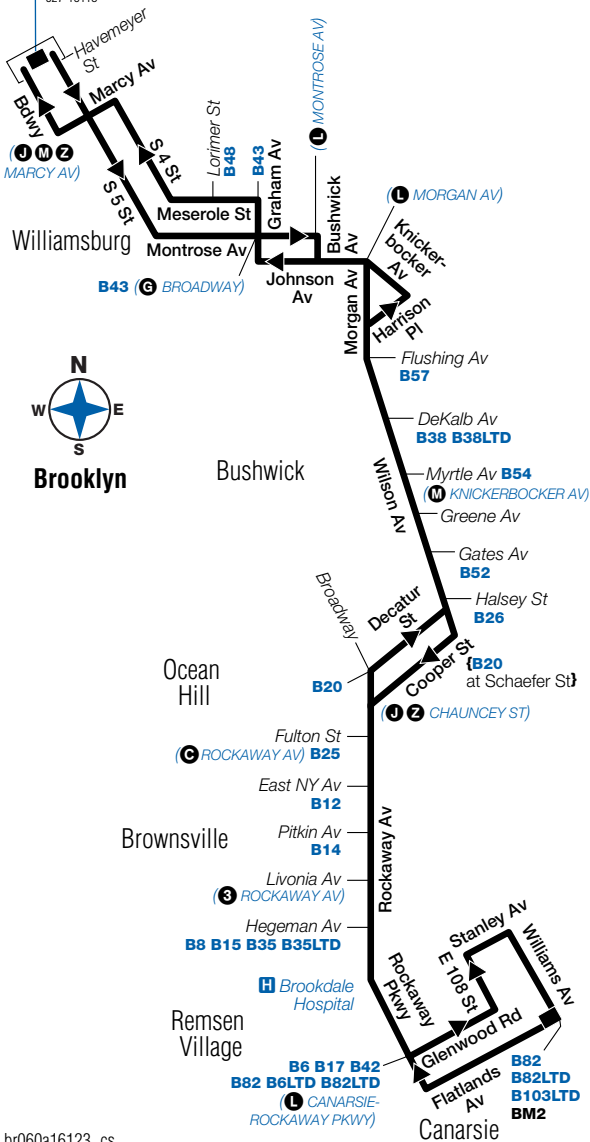 Havemeyer
St
Marcy Av
Bdwy
(J M Z
MARCY AV)
S 5 St
S 4 St
Lorimer St
B48
B43
Graham Av
(L MONTROSE AV)
Meserole St
Bushwick
Av
(L MORGAN AV)
Williamsburg
Montrose Av
Knicker-
bocker
Av
B43 (G BROADWAY)
Johnson
Av
Morgan Av
Harrison
Pl
Flushing Av
B57
N
W E
S
Brooklyn
DeKalb Av
B38 B38LTD
Bushwick
Wilson Av
Myrtle Av B54
(M KNICKERBOCKER AV)
Greene Av
Gates Av
B52
Halsey St
B26
Broadway
Decatur
St
Cooper St
{B20
at Schaefer St}
Ocean
Hill
B20
(J Z CHAUNCEY ST)
Fulton St
(C ROCKAWAY AV) B25
East NY Av
B12
Brownsville
Pitkin Av
B14
Rockaway Av
Livonia Av
(3 ROCKAWAY AV)
Hegeman Av
B8 B15 B35 B35LTD
H Brookdale
Hospital
Rockaway
Pkwy
Stanley Av
E 108 St
Williams Av
Remsen
Village
Glenwood Rd
B6 B17 B42
B82 B6LTD B82LTD
(L CANARSIE-
ROCKAWAY PKWY)
Flatlands
Av
B82
B82LTD
B103LTD
BM2
Canarsie